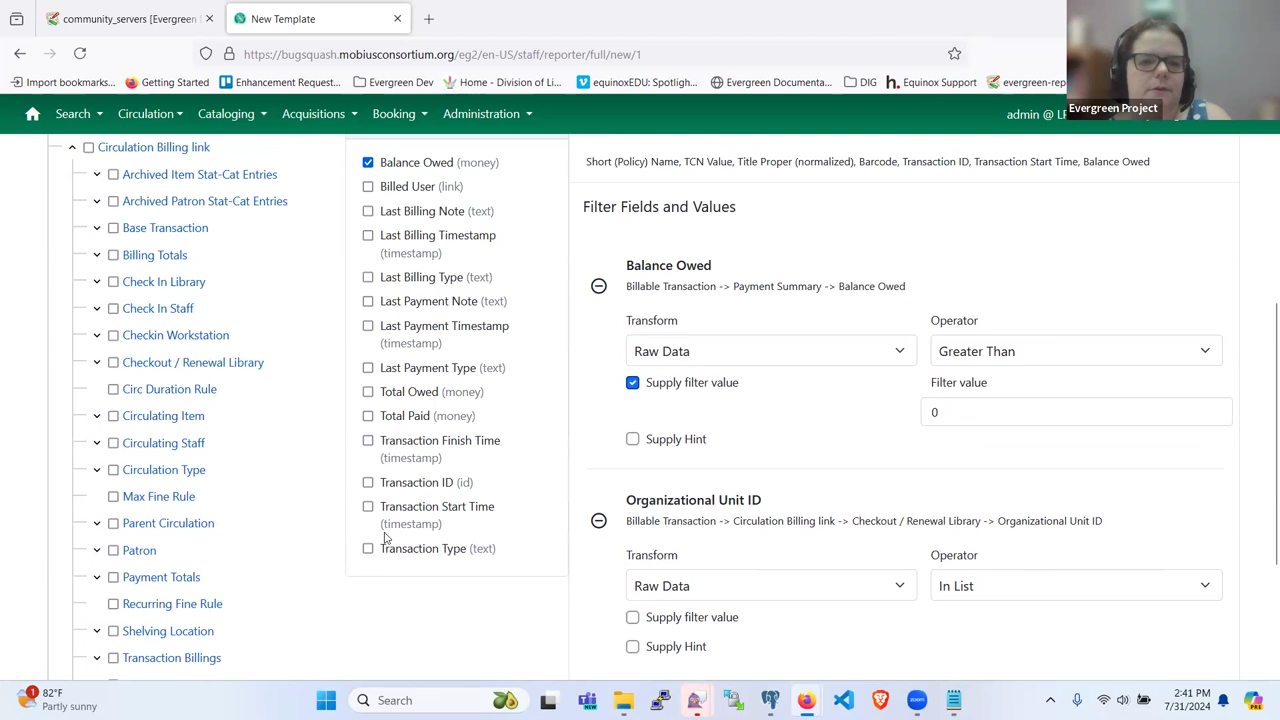 community_servers [Evergreen
New Template
https://bugsquash.mobiusconsortium.org/eg2/en-US/staff/reporter/full/new/1
Import bookmarks...
Getting Started
Enhancement Request...
Evergreen Dev
Home - Division of Li...
equinoxEDU: Spotligh...
Evergreen Documenta...
DIG
Equinox Support
evergreen-rep
Evergreen Project
Search
Circulation
Cataloging
Acquisitions
Booking
Administration
admin @
Circulation Billing link
Archived Item Stat-Cat Entries
Archived Patron Stat-Cat Entries
Base Transaction
Billing Totals
Check In Library
Check In Staff
Checkin Workstation
Checkout / Renewal Library
Circ Duration Rule
Circulating Item
Circulating Staff
Circulation Type
Max Fine Rule
Parent Circulation
Patron
Payment Totals
Recurring Fine Rule
Shelving Location
Transaction Billings
Balance Owed (money)
Billed User (link)
Last Billing Note (text)
Last Billing Timestamp
(timestamp)
Last Billing Type (text)
Last Payment Note (text)
Last Payment Timestamp
(timestamp)
Last Payment Type (text)
Total Owed (money)
Total Paid (money)
Transaction Finish Time
(timestamp)
Transaction ID (id)
Transaction Start Time
(timestamp)
Transaction Type (text)
Short (Policy) Name, TCN Value, Title Proper (normalized), Barcode, Transaction ID, Transaction Start Time, Balance Owed
Filter Fields and Values
Balance Owed
Billable Transaction -> Payment Summary -> Balance Owed
Transform
Operator
Raw Data
Greater Than
Supply filter value
Filter value
0
Supply Hint
Organizational Unit ID
Billable Transaction -> Circulation Billing link -> Checkout / Renewal Library -> Organizational Unit ID
Transform
Operator
Raw Data
In List
Supply filter value
Supply Hint
1
82°F
Partly sunny
Search
2:41 PM
7/31/2024